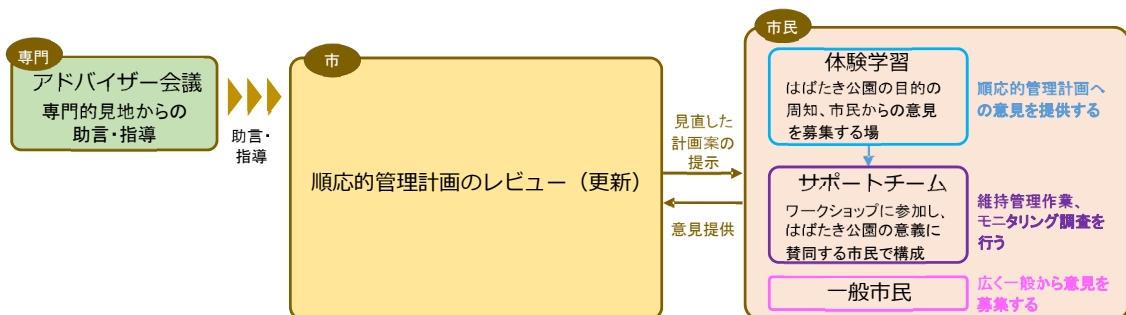 専門
アドバイザー会議
専門的見地からの
助言・指導
助言・
指導
市
順応的管理計画のレビュー（更新）
見直した
計画案の
提示
意見提供
市民
体験学習
はばたき公園の目的の
周知、市民からの意見
を募集する場
順応的管理計画へ
の意見を提供する
サポートチーム
ワークショップに参加し、
はばたき公園の意義に
賛同する市民で構成
維持管理作業、
モニタリング調査を
行う
一般市民
広く一般から意見を
募集する